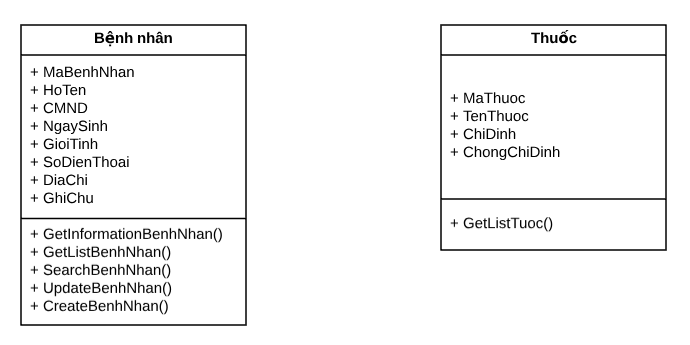 Bệnh nhân
+ MaBenhNhan
+ HoTen
+ CMND
+ NgaySinh
+ GioiTinh
+ SoDienThoai
+ DiaChi
+ GhiChu
+ GetInformationBenhNhan()
+ GetListBenhNhan()
+ SearchBenhNhan()
+ UpdateBenhNhan()
+ CreateBenhNhan()
Thuốc
+ MaThuoc
+ TenThuoc
+ ChiDinh
+ ChongChiDinh
+ GetListTuoc()